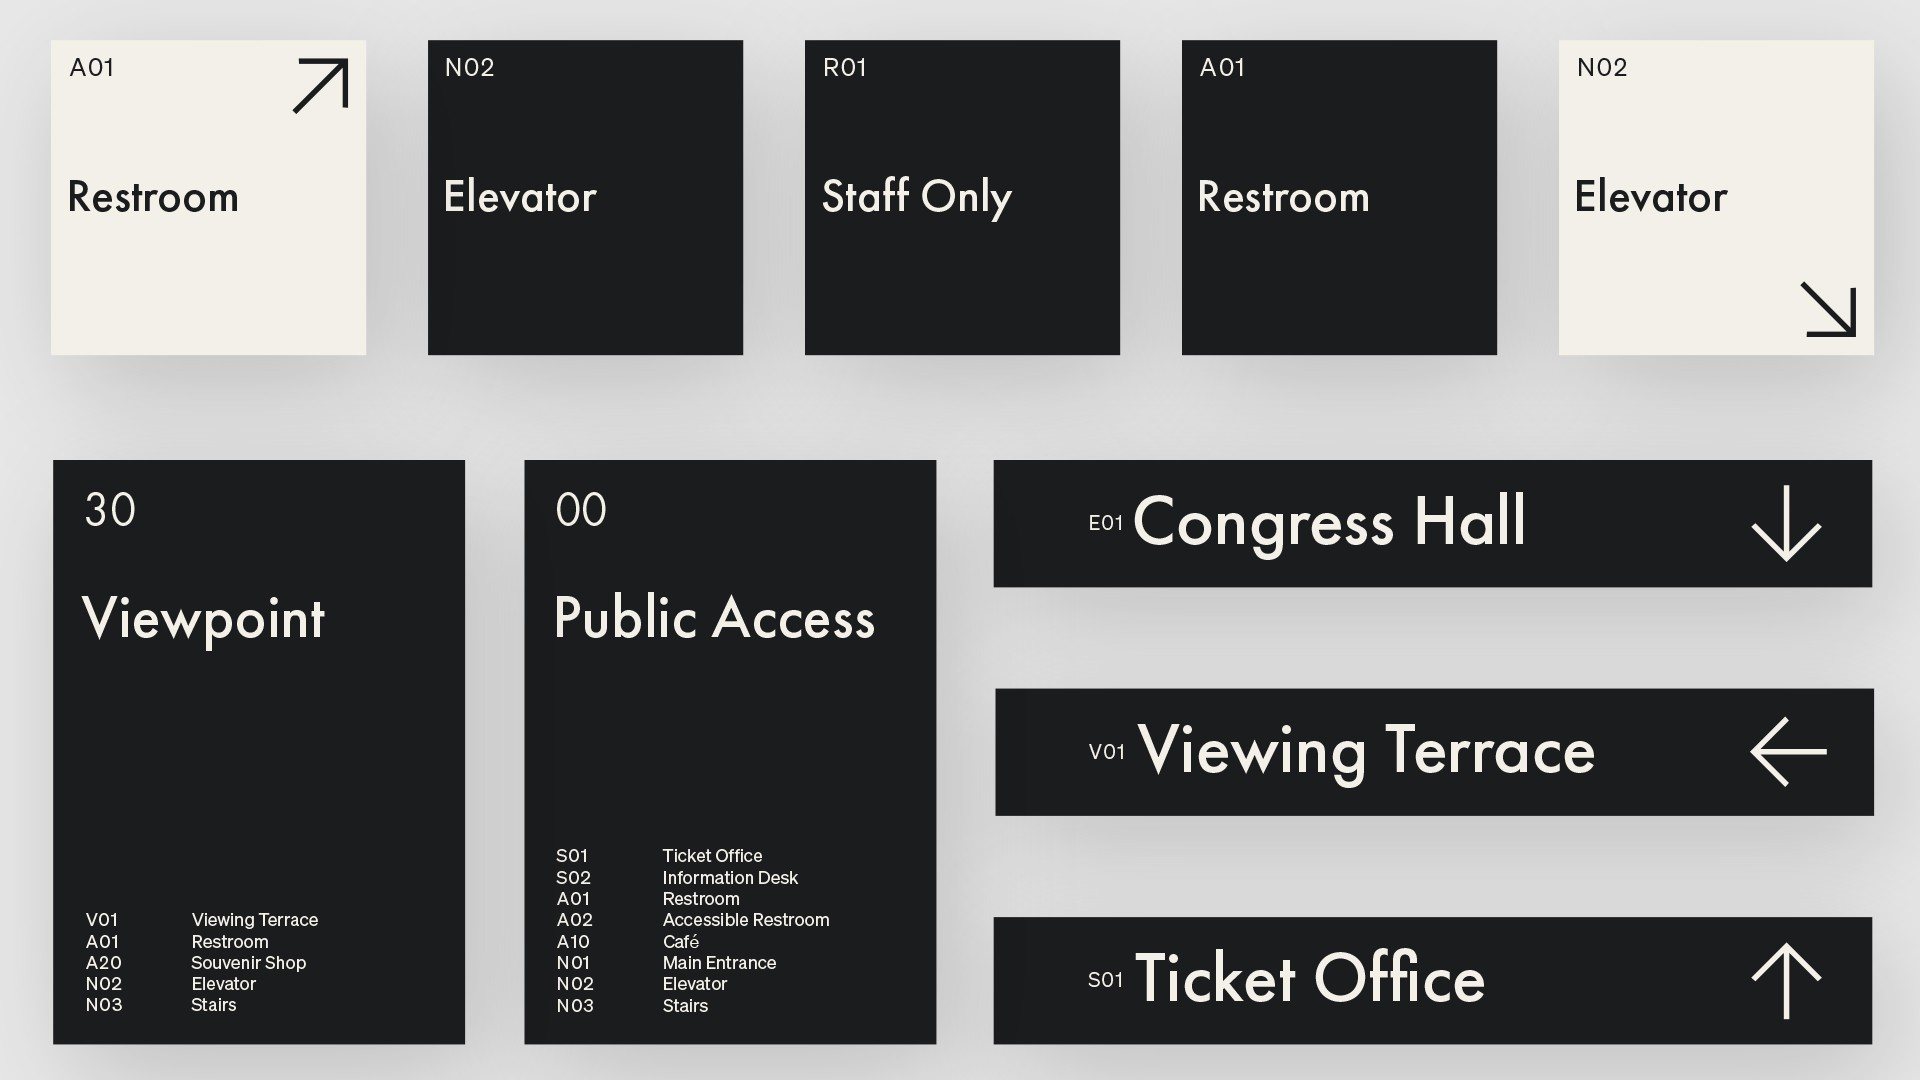 A01
Restroom
N02
Elevator
R01
Staff Only
A01
Restroom
N02
Elevator
30
Viewpoint
V01 Viewing Terrace
A01 Restroom
A20 Souvenir Shop
N02 Elevator
N03 Stairs
00
Public Access
S01 Ticket Office
S02 Information Desk
A01 Restroom
A02 Accessible Restroom
A10 Café
N01 Main Entrance
N02 Elevator
N03 Stairs
E01 Congress Hall
V01 Viewing Terrace
S01 Ticket Office